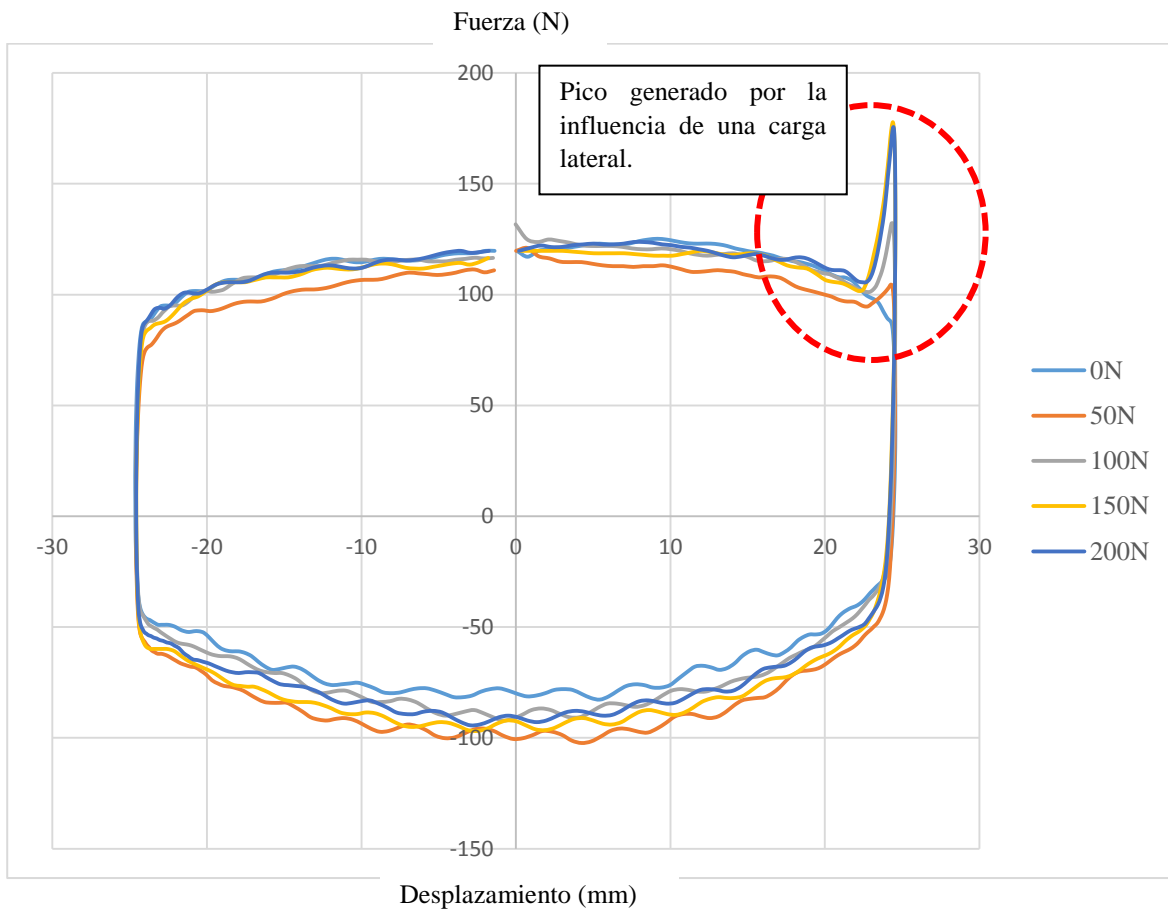 Fuerza (N)
Pico generado por la
influencia de una carga
lateral.
200
150
100
50
0
-50
-100
-150
-30
-20
-10
0
10
20
30
0N
50N
100N
150N
200N
Desplazamiento (mm)